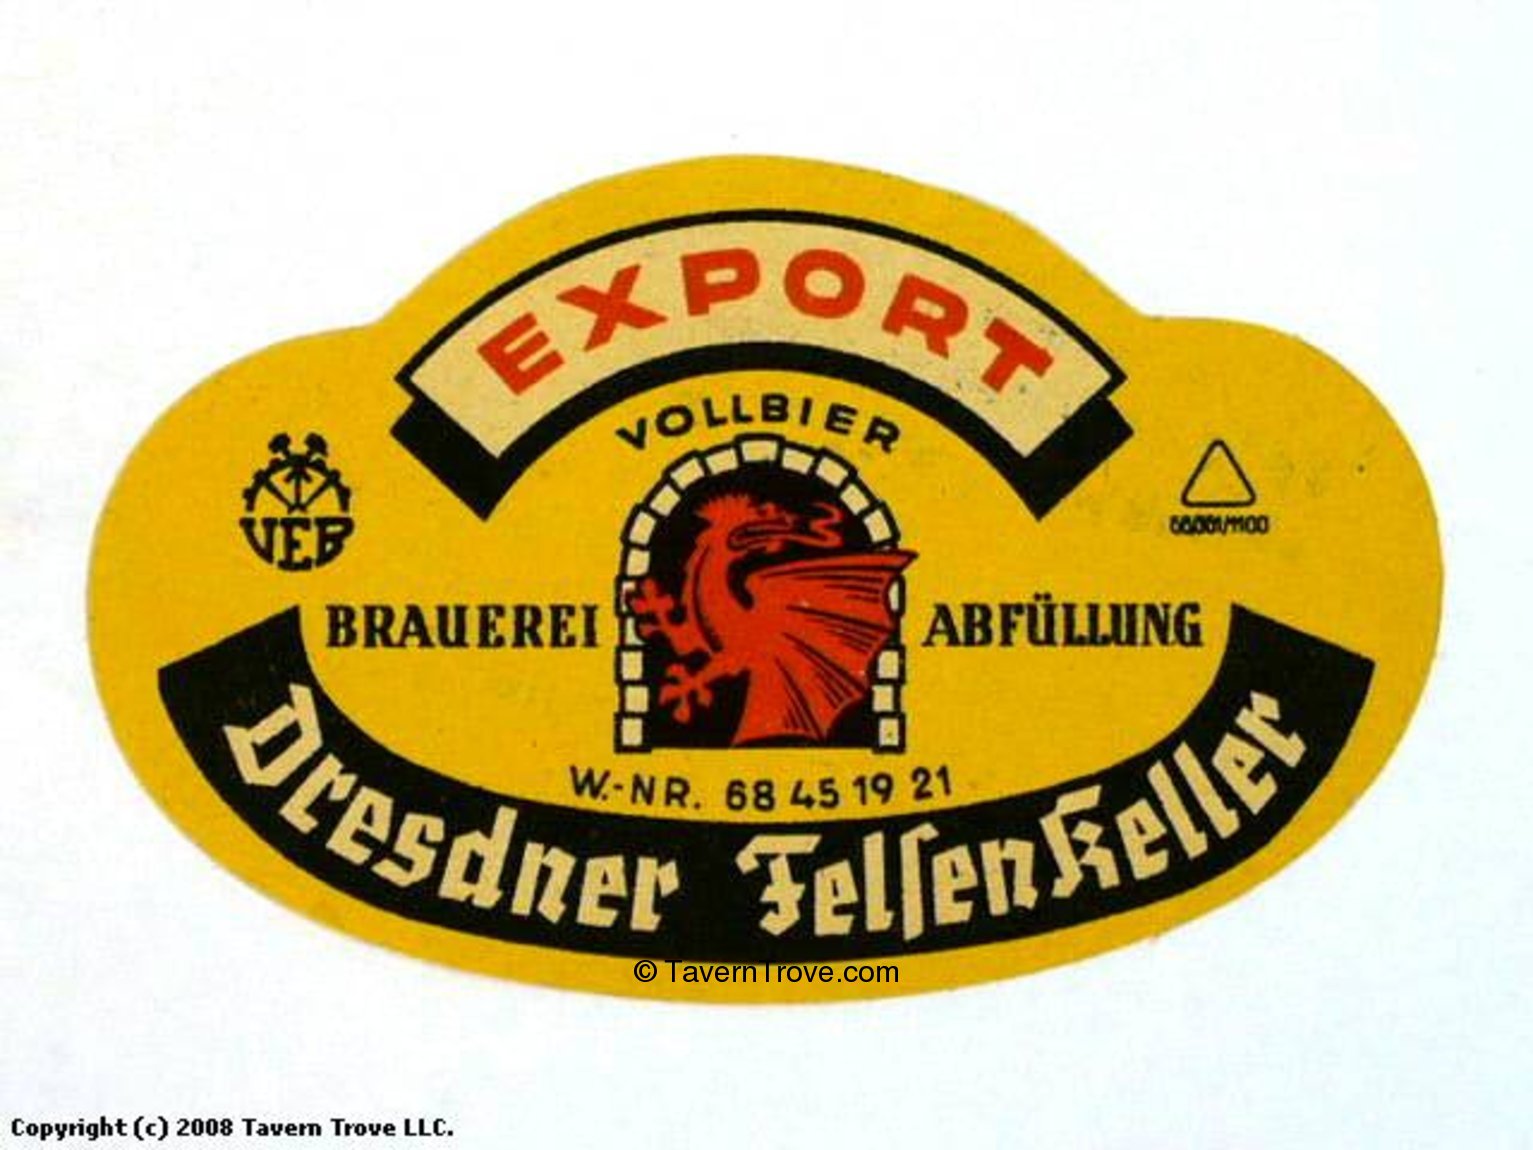 EXPORT
VOLLBIER
VEB
BRAUEREI ABFÜLLUNG
W.-NR. 68 45 19 21
Dresdner Felsenkeller
© TavernTrove.com
Copyright (c) 2008 Tavern Trove LLC.